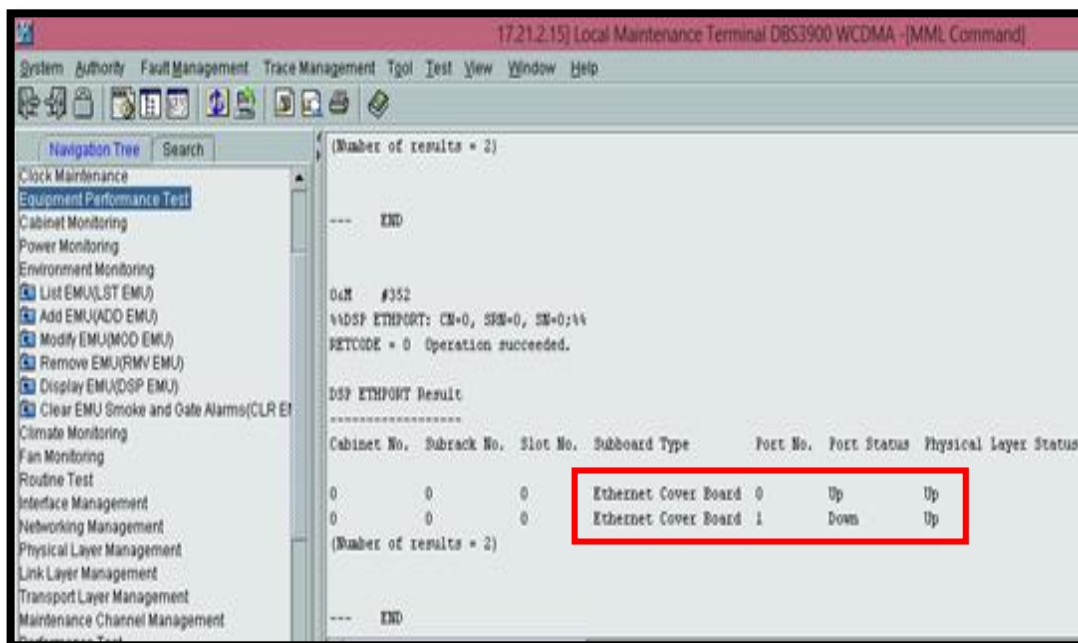 17.21.2.15] Local Maintenance Terminal DBS3900 WCDMA -[MML Command]
System Authority Fault Management Trace Management Tool Test View Window Help
Navigation Tree Search
Clock Maintenance
Equipment Performance Test
Cabinet Monitoring
Power Monitoring
Environment Monitoring
List EMU(LST EMU)
Add EMU(ADD EMU)
Modify EMU(MOD EMU)
Remove EMU(RMV EMU)
Display EMU(DSP EMU)
Clear EMU Smoke and Gate Alarms(CLR E
Climate Monitoring
Fan Monitoring
Routine Test
Interface Management
Networking Management
Physical Layer Management
Link Layer Management
Transport Layer Management
Maintenance Channel Management
Performance Test
(Number of results = 2)
--- END
O&M #352
%%DSP ETHPORT: CN=0, SRN=0, SN=0;%%
RETCODE = 0 Operation succeeded.
DSP ETHPORT Result
------------------
Cabinet No. Subrack No. Slot No. Subboard Type Port No. Port Status Physical Layer Status
0 0 0 Ethernet Cover Board 0 Up Up
0 0 0 Ethernet Cover Board 1 Down Up
(Number of results = 2)
--- END